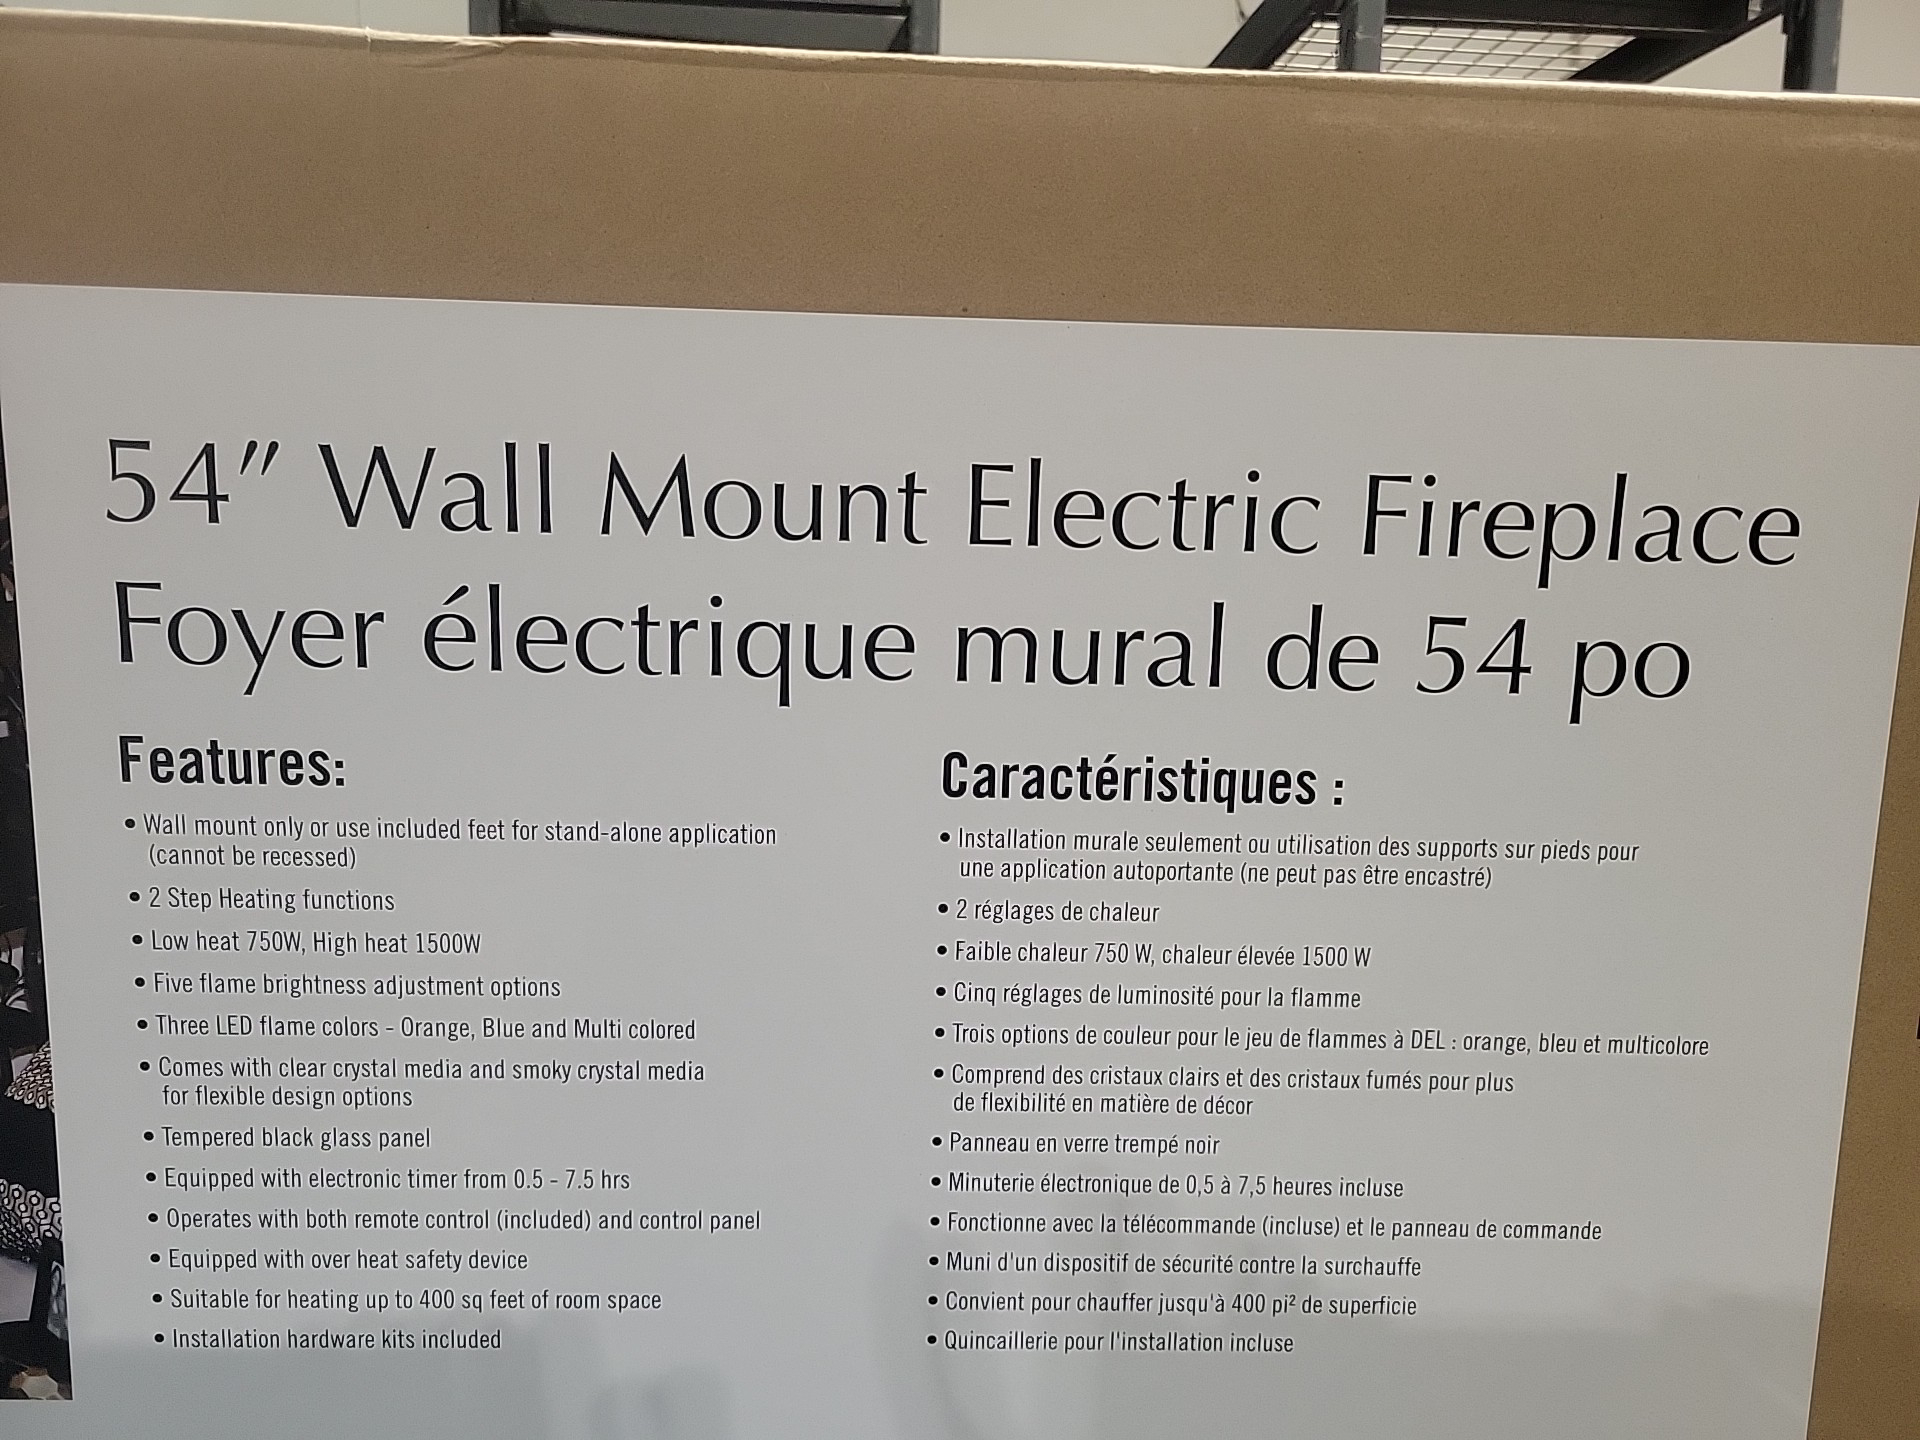 54" Wall Mount Electric Fireplace
Foyer électrique mural de 54 po
Features:
• Wall mount only or use included feet for stand-alone application
(cannot be recessed)
• 2 Step Heating functions
• Low heat 750W, High heat 1500W
• Five flame brightness adjustment options
• Three LED flame colors - Orange, Blue and Multi colored
• Comes with clear crystal media and smoky crystal media
for flexible design options
• Tempered black glass panel
• Equipped with electronic timer from 0.5 - 7.5 hrs
• Operates with both remote control (included) and control panel
• Equipped with over heat safety device
• Suitable for heating up to 400 sq feet of room space
• Installation hardware kits included
Caractéristiques :
• Installation murale seulement ou utilisation des supports sur pieds pour
une application autoportante (ne peut pas être encastré)
• 2 réglages de chaleur
• Faible chaleur 750 W, chaleur élevée 1500 W
• Cinq réglages de luminosité pour la flamme
• Trois options de couleur pour le jeu de flammes à DEL : orange, bleu et multicolore
• Comprend des cristaux clairs et des cristaux fumés pour plus
de flexibilité en matière de décor
• Panneau en verre trempé noir
• Minuterie électronique de 0,5 à 7,5 heures incluse
• Fonctionne avec la télécommande (incluse) et le panneau de commande
• Muni d'un dispositif de sécurité contre la surchauffe
• Convient pour chauffer jusqu'à 400 pi² de superficie
• Quincaillerie pour l'installation incluse